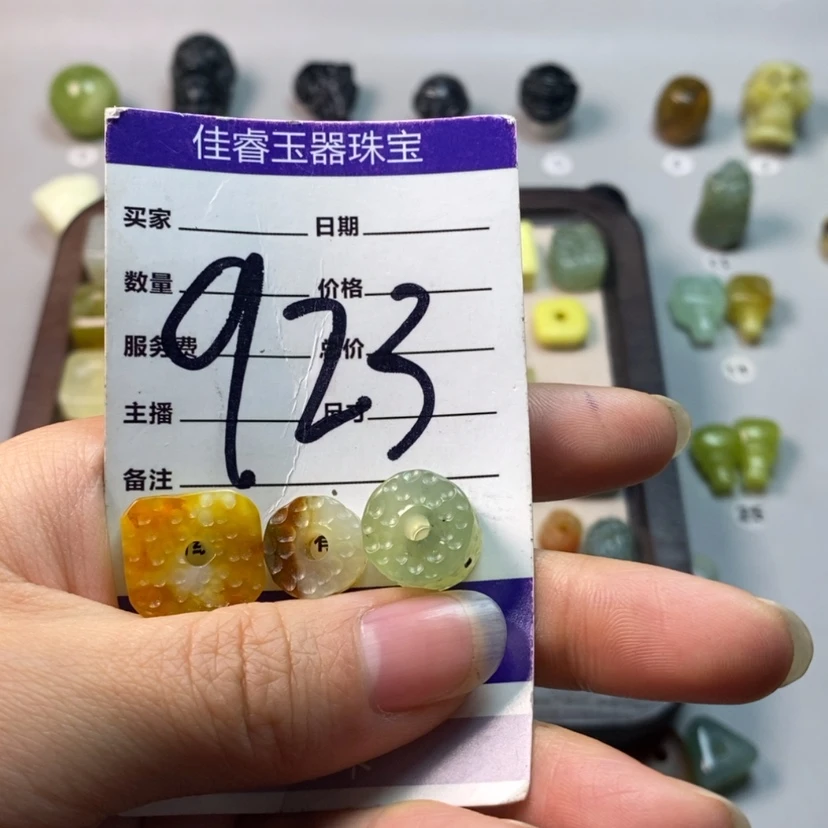 佳睿玉器珠宝
买家 日期
数量 价格
923
服务费 总价
主播 尺寸
备注